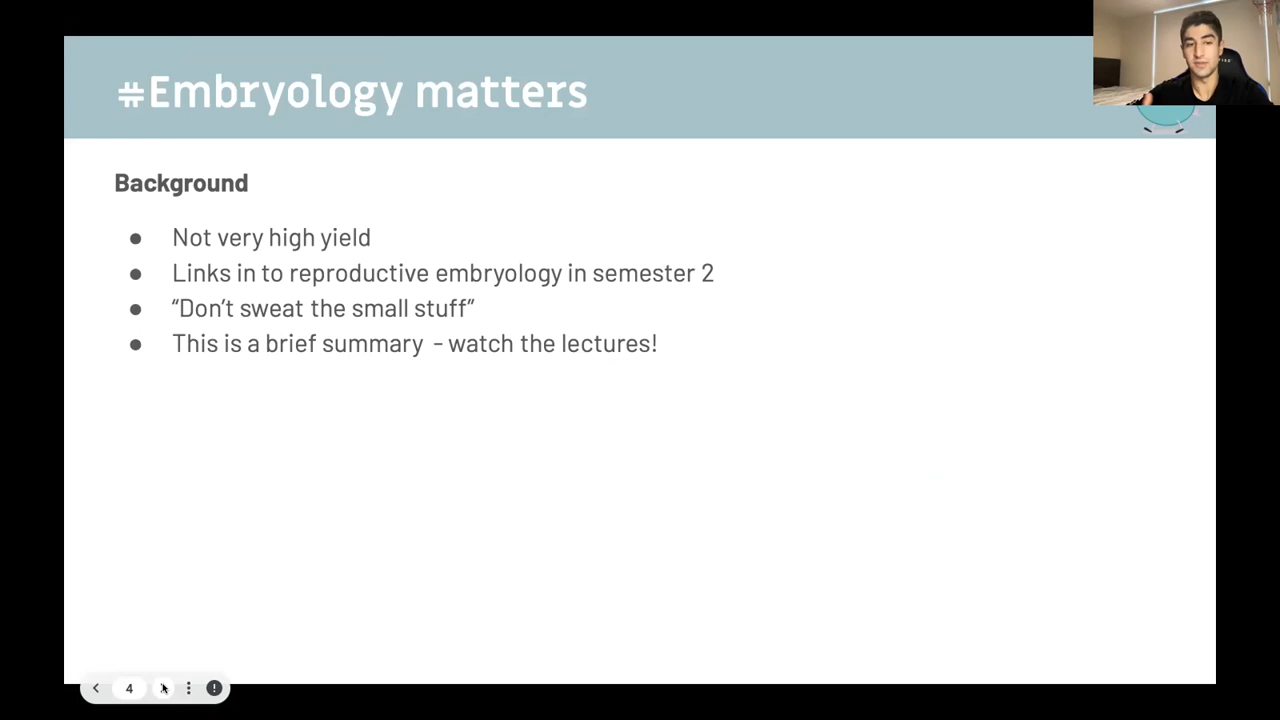 #Embryology matters
Background
● Not very high yield
● Links in to reproductive embryology in semester 2
● “Don’t sweat the small stuff”
● This is a brief summary - watch the lectures!
4